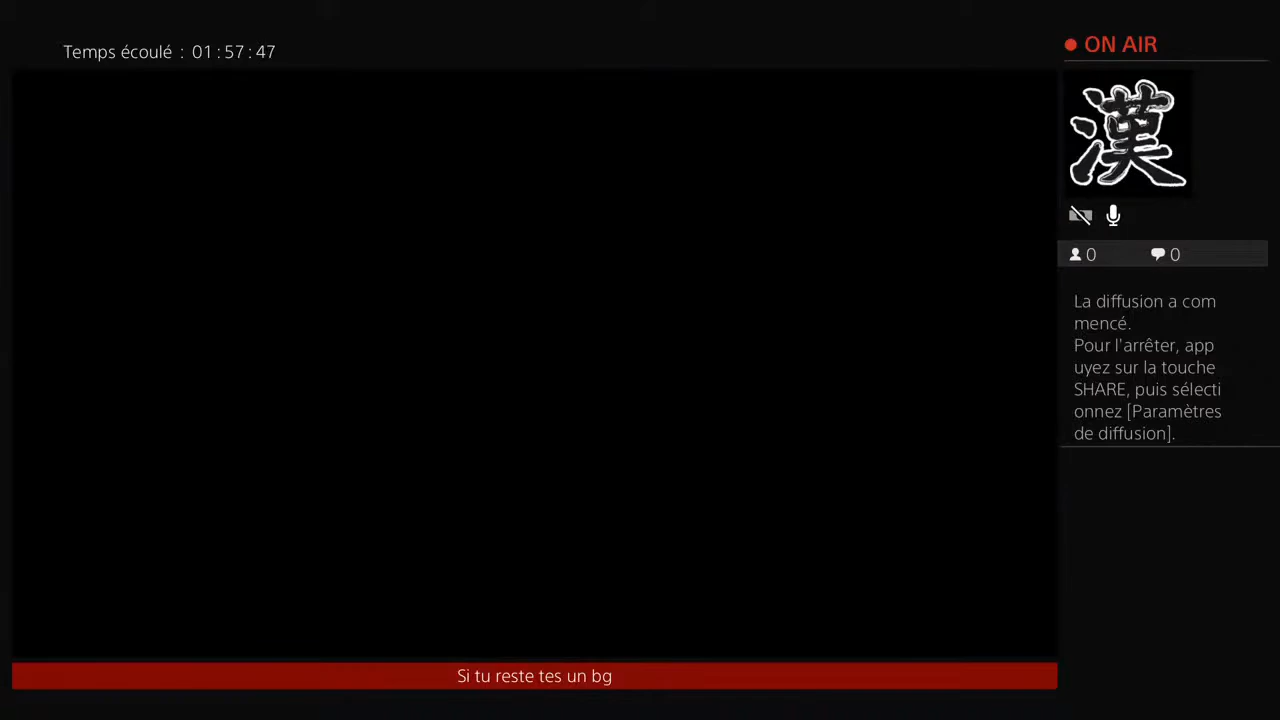 Temps écoulé : 01:57:47
ON AIR
漢
0 0
La diffusion a com
mencé.
Pour l'arrêter, app
uyez sur la touche
SHARE, puis sélecti
onnez [Paramètres
de diffusion].
Si tu reste tes un bg